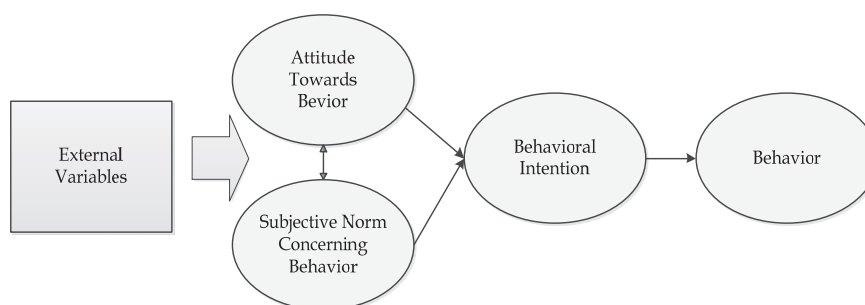 External
Variables
Attitude
Towards
Bevior
Subjective Norm
Concerning
Behavior
Behavioral
Intention
Behavior